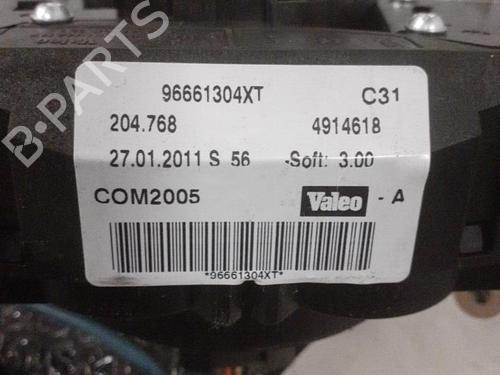 96661304XT C31
204.768 4914618
27.01.2011 S 56 -Soft: 3.00
COM2005 Valeo - A
*96661304XT*
B-PARTS